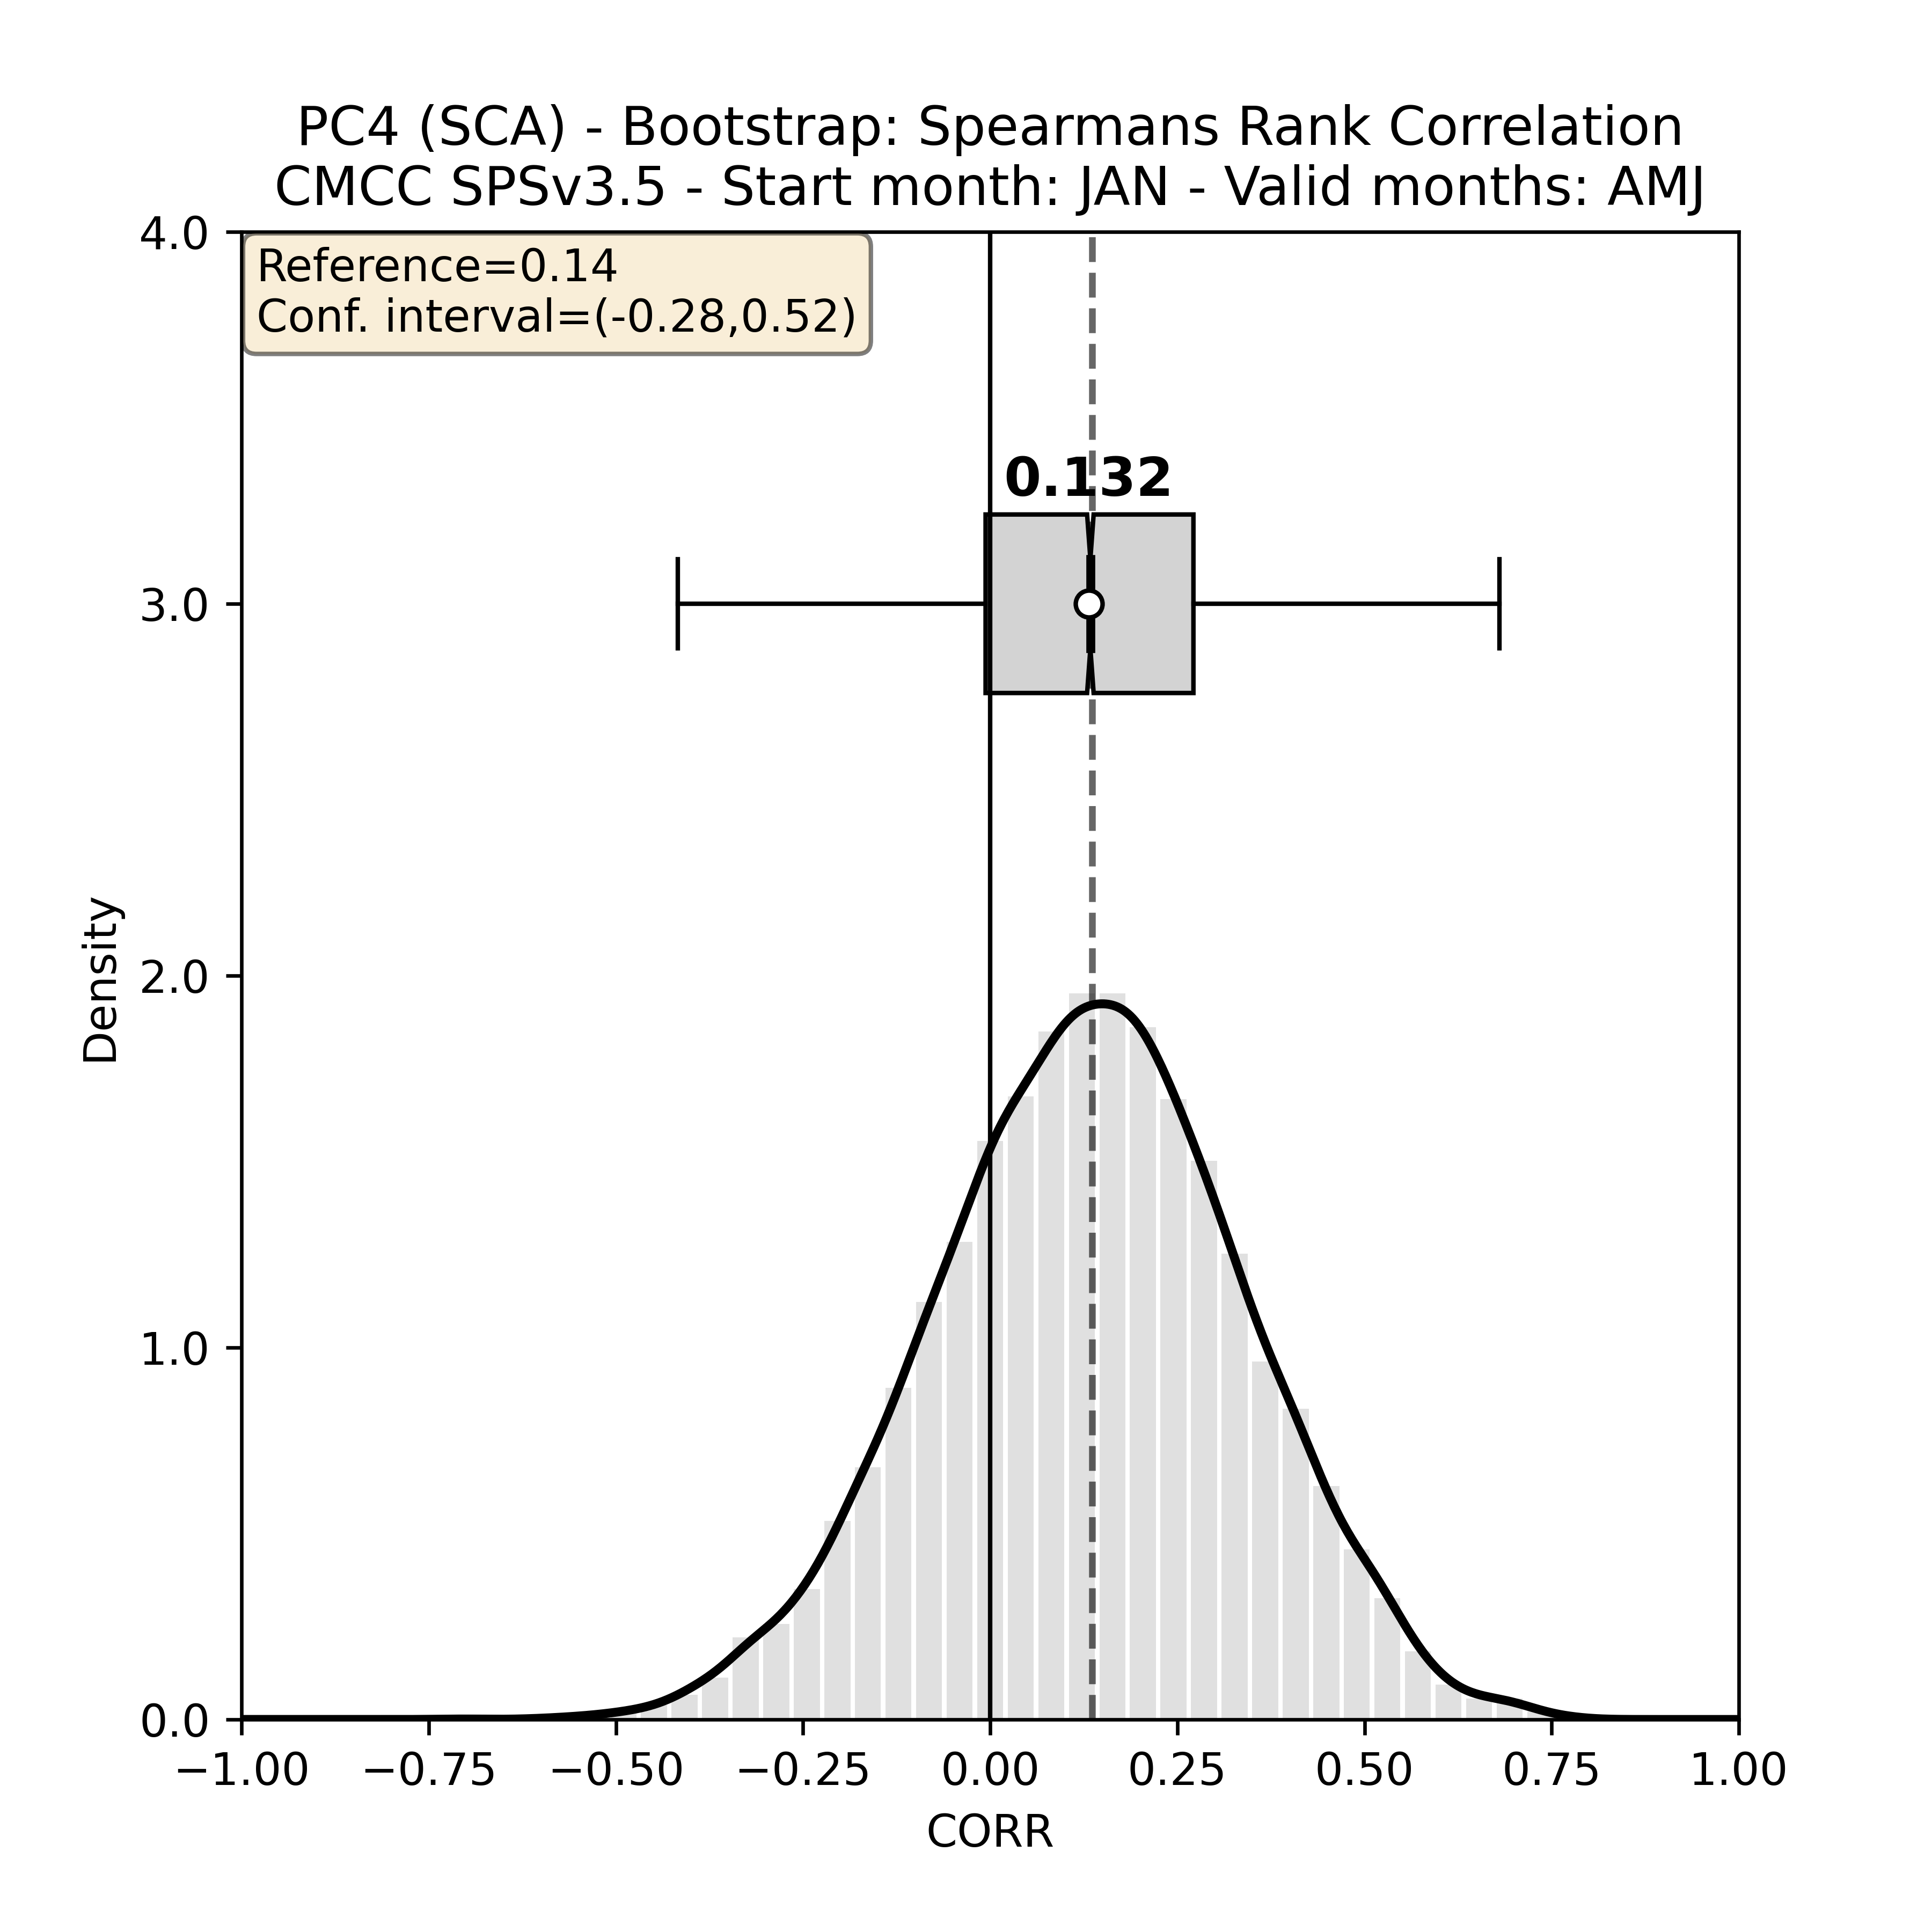 PC4 (SCA) - Bootstrap: Spearmans Rank Correlation
CMCC SPSv3.5 - Start month: JAN - Valid months: AMJ
4.0
Reference=0.14
Conf. interval=(-0.28,0.52)
0.132
3.0
Density
2.0
1.0
0.0
−1.00 −0.75 −0.50 −0.25 0.00 0.25 0.50 0.75 1.00
CORR